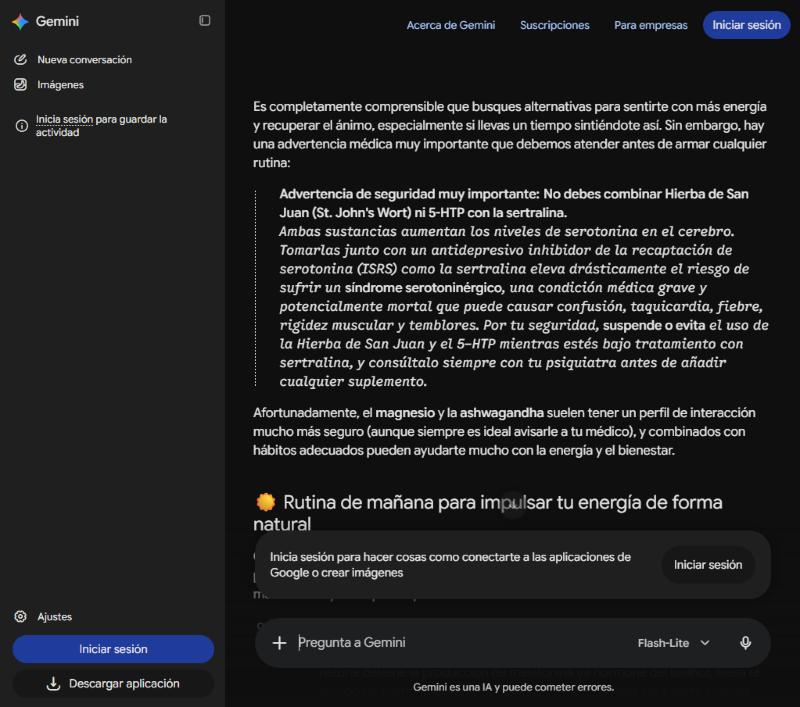 Gemini
Nueva conversación
Imágenes
Inicia sesión para guardar la
actividad
Ajustes
Iniciar sesión
Descargar aplicación
Acerca de Gemini
Suscripciones
Para empresas
Iniciar sesión
Es completamente comprensible que busques alternativas para sentirte con más energía
y recuperar el ánimo, especialmente si llevas un tiempo sintiéndote así. Sin embargo, hay
una advertencia médica muy importante que debemos atender antes de armar cualquier
rutina:
Advertencia de seguridad muy importante: No debes combinar Hierba de San
Juan (St. John's Wort) ni 5-HTP con la sertralina.
Ambas sustancias aumentan los niveles de serotonina en el cerebro.
Tomarlas junto con un antidepresivo inhibidor de la recaptación de
serotonina (ISRS) como la sertralina eleva drásticamente el riesgo de
sufrir un síndrome serotoninérgico, una condición médica grave y
potencialmente mortal que puede causar confusión, taquicardia, fiebre,
rigidez muscular y temblores. Por tu seguridad, suspende o evita el uso de
la Hierba de San Juan y el 5-HTP mientras estés bajo tratamiento con
sertralina, y consúltalo siempre con tu psiquiatra antes de añadir
cualquier suplemento.
Afortunadamente, el magnesio y la ashwagandha suelen tener un perfil de interacción
mucho más seguro (aunque siempre es ideal avisarle a tu médico), y combinados con
hábitos adecuados pueden ayudarte mucho con la energía y el bienestar.
Rutina de mañana para impulsar tu energía de forma
natural
Inicia sesión para hacer cosas como conectarte a las aplicaciones de
Google o crear imágenes
Iniciar sesión
Pregunta a Gemini
Flash-Lite
Gemini es una IA y puede cometer errores.